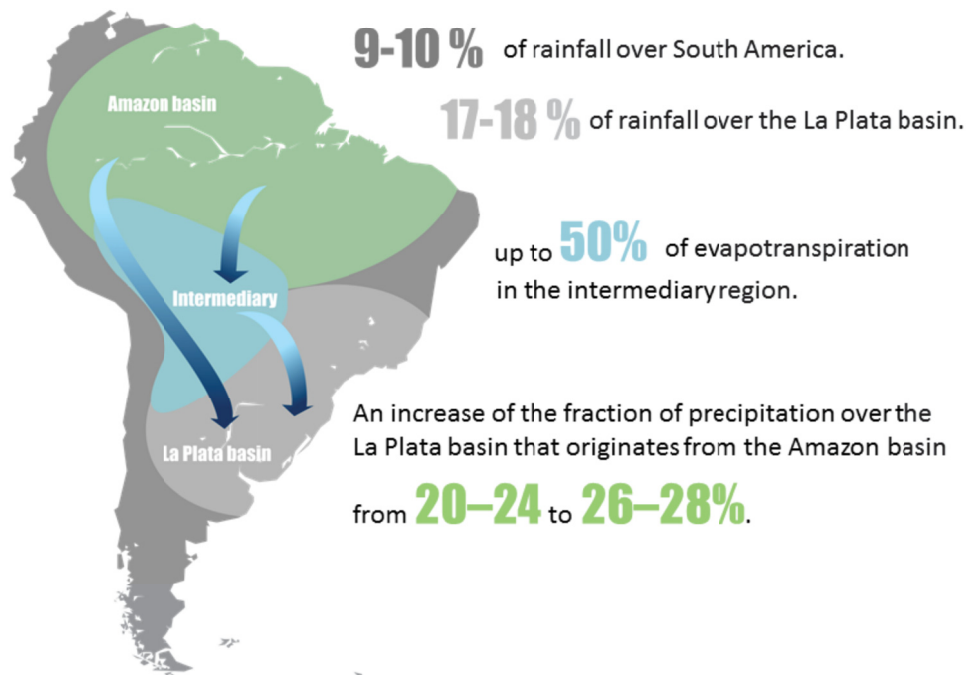 9-10 % of rainfall over South America.
Amazon basin
17-18 % of rainfall over the La Plata basin.
up to 50% of evapotranspiration
in the intermediary region.
Intermediary
An increase of the fraction of precipitation over the
La Plata basin that originates from the Amazon basin
La Plata basin
from 20–24 to 26–28%.